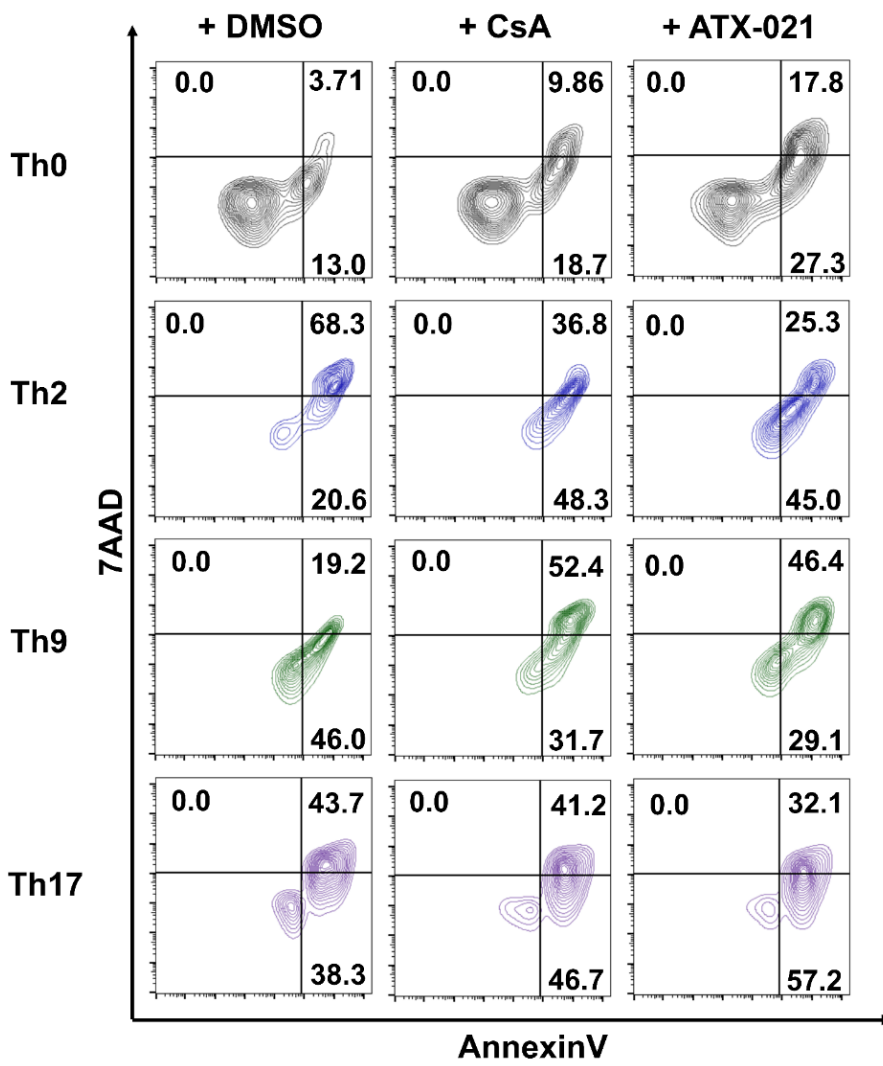 + DMSO + CsA + ATX-021
Th0
0.0 3.71 0.0 9.86 0.0 17.8
13.0 18.7 27.3
Th2
0.0 68.3 0.0 36.8 0.0 25.3
20.6 48.3 45.0
7AAD
Th9
0.0 19.2 0.0 52.4 0.0 46.4
46.0 31.7 29.1
Th17
0.0 43.7 0.0 41.2 0.0 32.1
38.3 46.7 57.2
AnnexinV